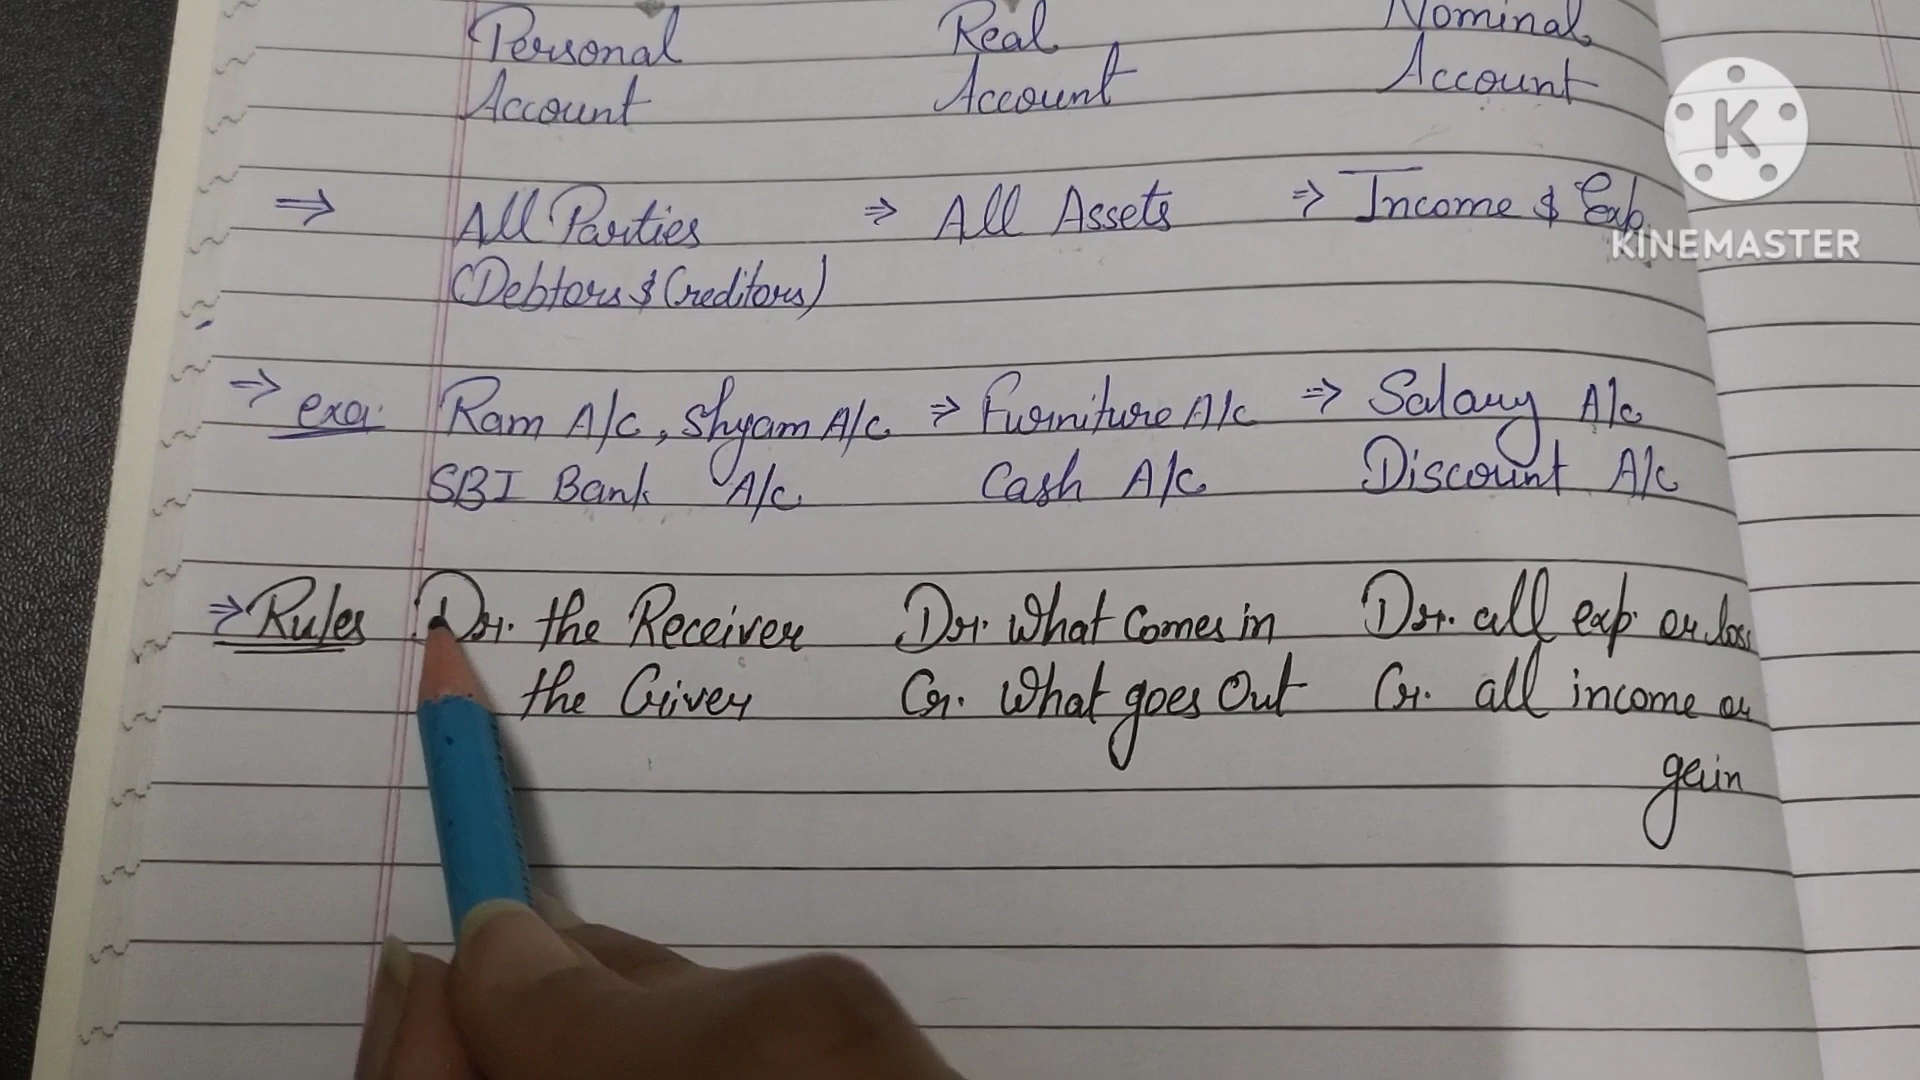 Personal Real Nominal
Account Account Account
⇒ All Parties ⇒ All Assets ⇒ Income & Exp.
(Debtors & Creditors)
⇒ exa: Ram A/c, Shyam A/c ⇒ Furniture A/c ⇒ Salary A/c
SBI Bank A/c Cash A/c Discount A/c
⇒ Rules Dr. the Receiver Dr. What Comes in Dr. all exp. or loss
the Giver Cr. What goes Out Cr. all income or
gain
K
KINEMASTER